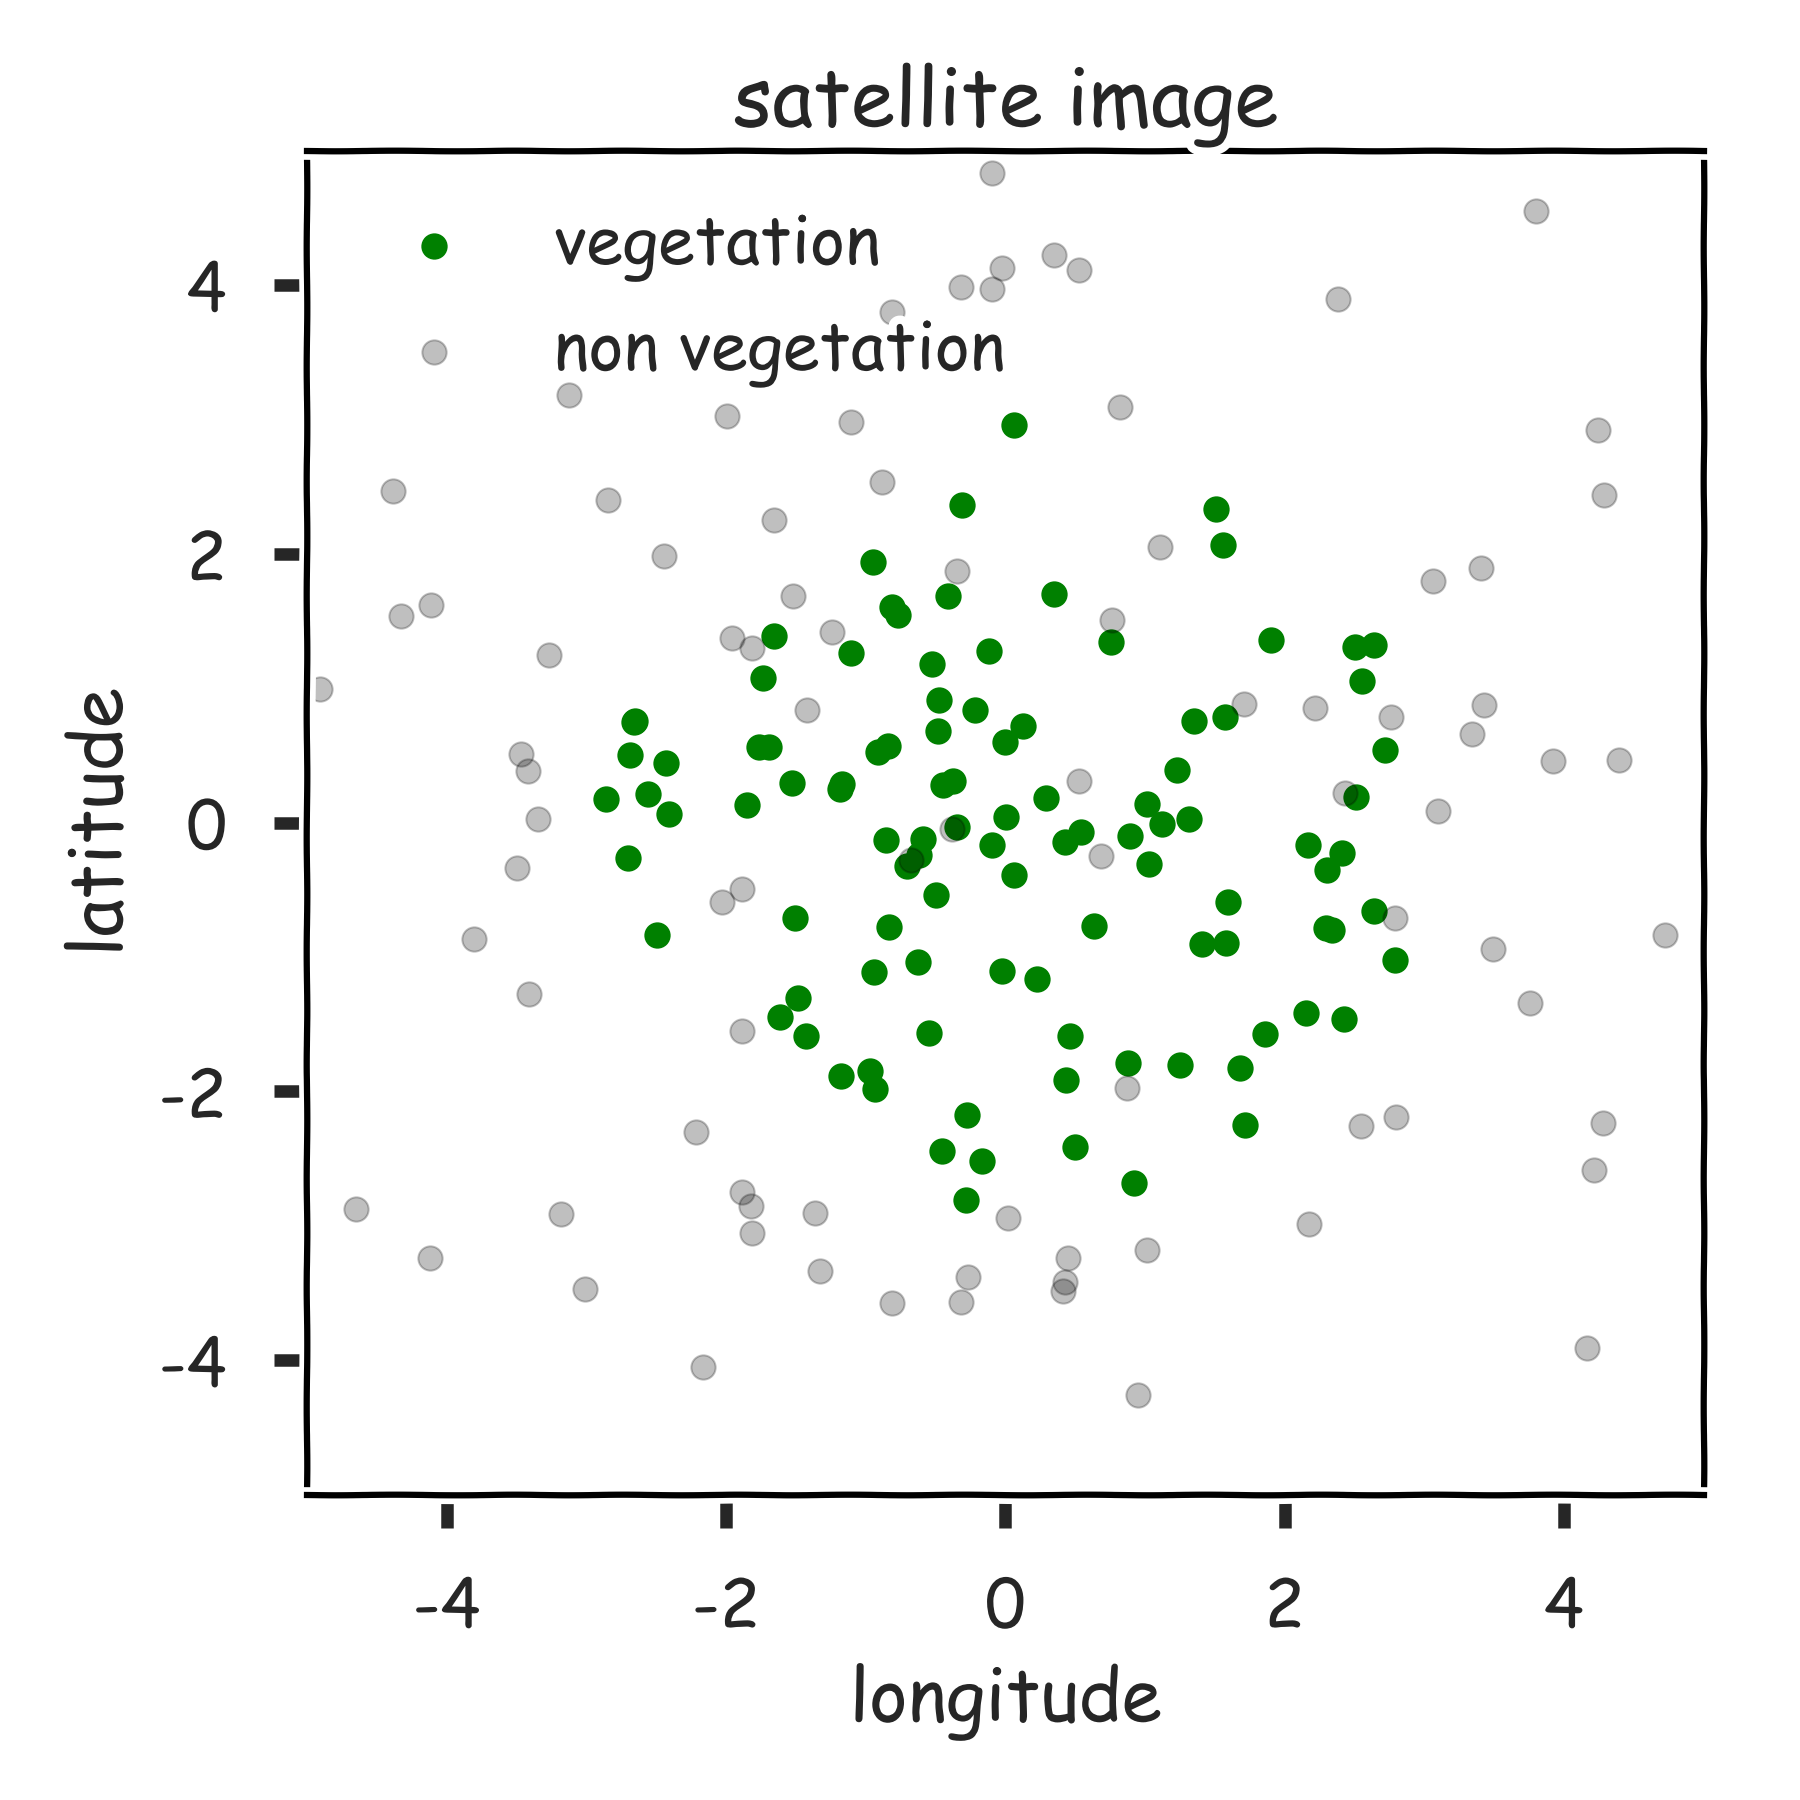 satellite image
vegetation
non vegetation
4
2
0
-2
-4
latitude
-4 -2 0 2 4
longitude